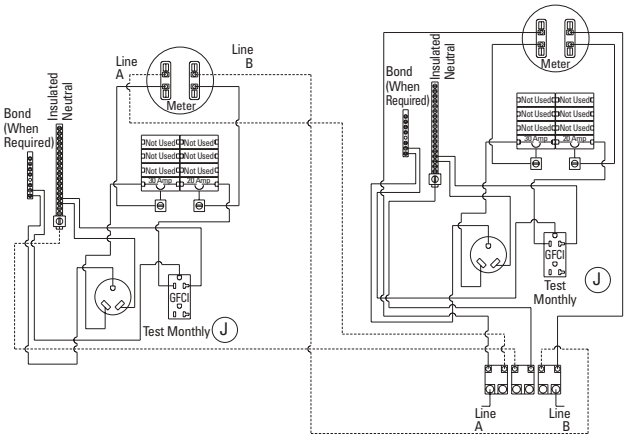 Line
A
Line
B
Meter
Bond
(When
Required)
Insulated
Neutral
Not Used Not Used
Not Used Not Used
Not Used Not Used
30 Amp 20 Amp
GFCI
Test Monthly
J
Meter
Bond
(When
Required)
Insulated
Neutral
Not Used Not Used
Not Used Not Used
Not Used Not Used
30 Amp 20 Amp
GFCI
Test
Monthly
J
Line
A
Line
B